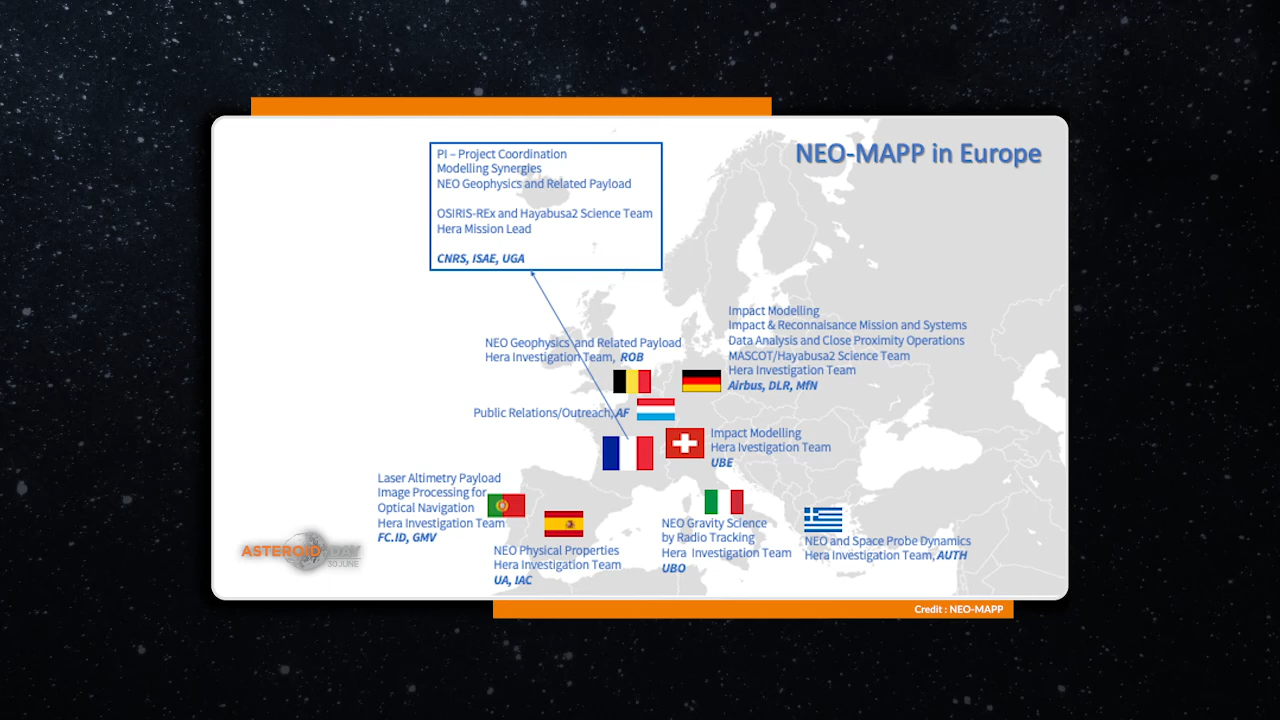 NEO-MAPP in Europe
PI – Project Coordination
Modelling Synergies
NEO Geophysics and Related Payload
OSIRIS-REx and Hayabusa2 Science Team
Hera Mission Lead
CNRS, ISAE, UGA
Impact Modelling
Impact & Reconnaisance Mission and Systems
Data Analysis and Close Proximity Operations
MASCOT/Hayabusa2 Science Team
Hera Investigation Team
Airbus, DLR, MfN
NEO Geophysics and Related Payload
Hera Investigation Team, ROB
Public Relations/Outreach, AF
Impact Modelling
Hera Ivestigation Team
UBE
Laser Altimetry Payload
Image Processing for
Optical Navigation
Hera Investigation Team
FC.ID, GMV
NEO Physical Properties
Hera Investigation Team
UA, IAC
NEO Gravity Science
by Radio Tracking
Hera Investigation Team
UBO
NEO and Space Probe Dynamics
Hera Investigation Team, AUTH
ASTEROID DAY
30 JUNE
Credit : NEO-MAPP